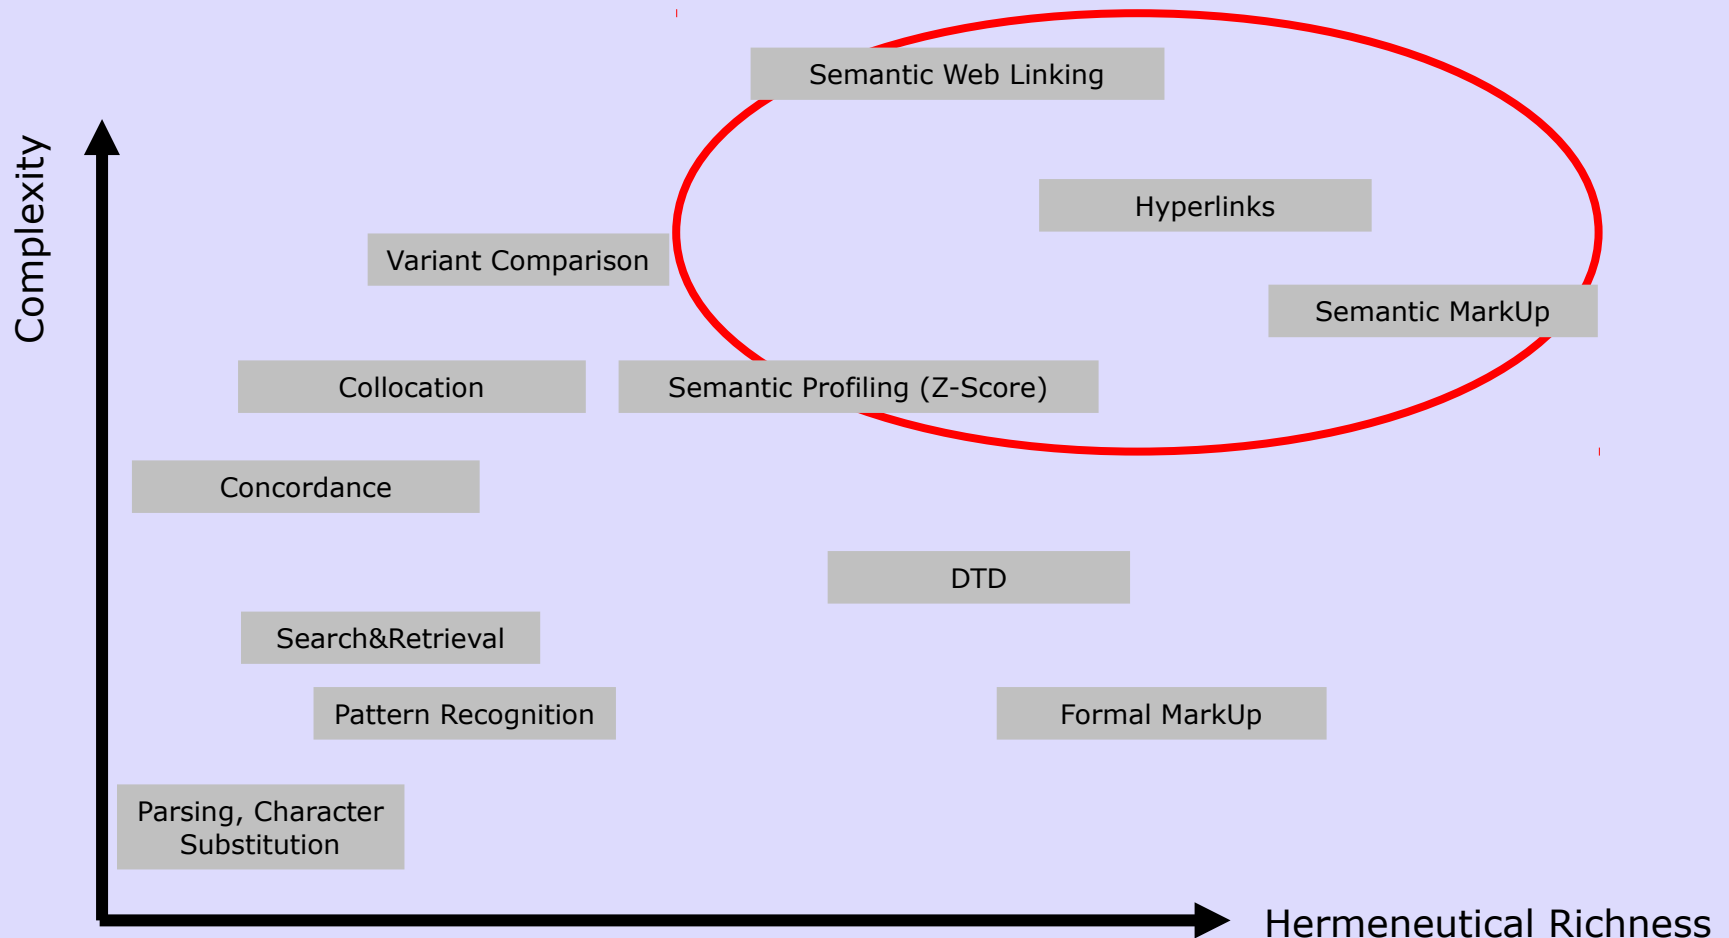 Semantic Web Linking
Complexity
Hyperlinks
Variant Comparison
Semantic MarkUp
Collocation
Semantic Profiling (Z-Score)
Concordance
DTD
Search&Retrieval
Pattern Recognition
Formal MarkUp
Parsing, Character
Substitution
Hermeneutical Richness